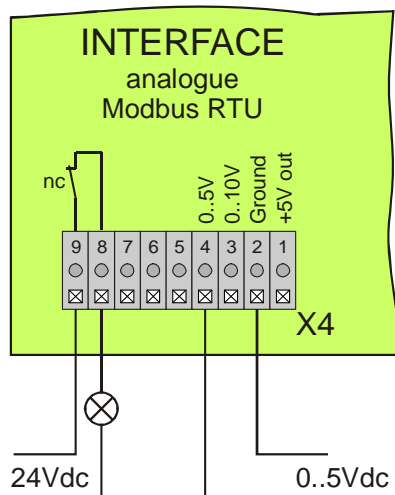 INTERFACE
analogue
Modbus RTU
nc
0..5V
0..10V
Ground
+5V out
9 8 7 6 5 4 3 2 1
X4
24Vdc
0..5Vdc